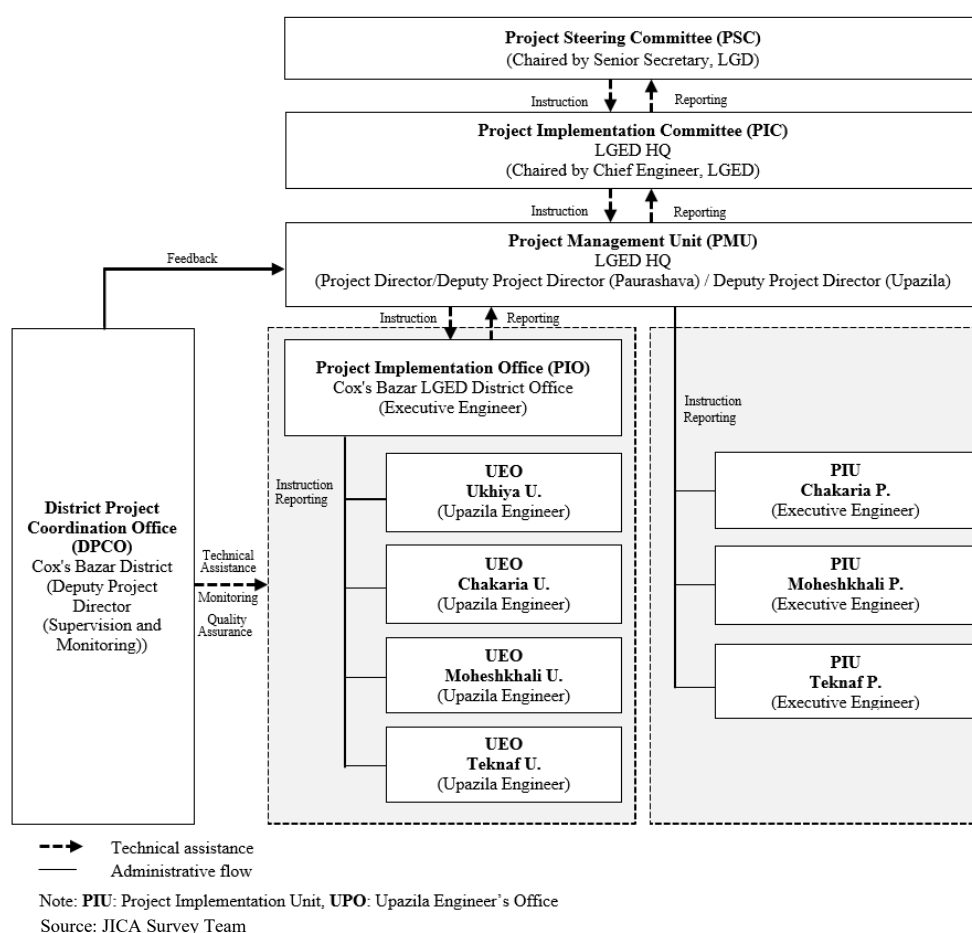 Project Steering Committee (PSC)
(Chaired by Senior Secretary, LGD)
Instruction
Reporting
Project Implementation Committee (PIC)
LGED HQ
(Chaired by Chief Engineer, LGED)
Instruction
Reporting
Project Management Unit (PMU)
LGED HQ
(Project Director/Deputy Project Director (Paurashava) / Deputy Project Director (Upazila)
Feedback
Instruction
Reporting
Project Implementation Office (PIO)
Cox's Bazar LGED District Office
(Executive Engineer)
Instruction
Reporting
UEO
Ukhiya U.
(Upazila Engineer)
UEO
Chakaria U.
(Upazila Engineer)
UEO
Moheshkhali U.
(Upazila Engineer)
UEO
Teknaf U.
(Upazila Engineer)
Instruction
Reporting
PIU
Chakaria P.
(Executive Engineer)
PIU
Moheshkhali P.
(Executive Engineer)
PIU
Teknaf P.
(Executive Engineer)
District Project
Coordination Office
(DPCO)
Cox's Bazar District
(Deputy Project
Director
(Supervision and
Monitoring))
Technical
Assistance
Monitoring
Quality
Assurance
Technical assistance
Administrative flow
Note: PIU: Project Implementation Unit, UPO: Upazila Engineer’s Office
Source: JICA Survey Team